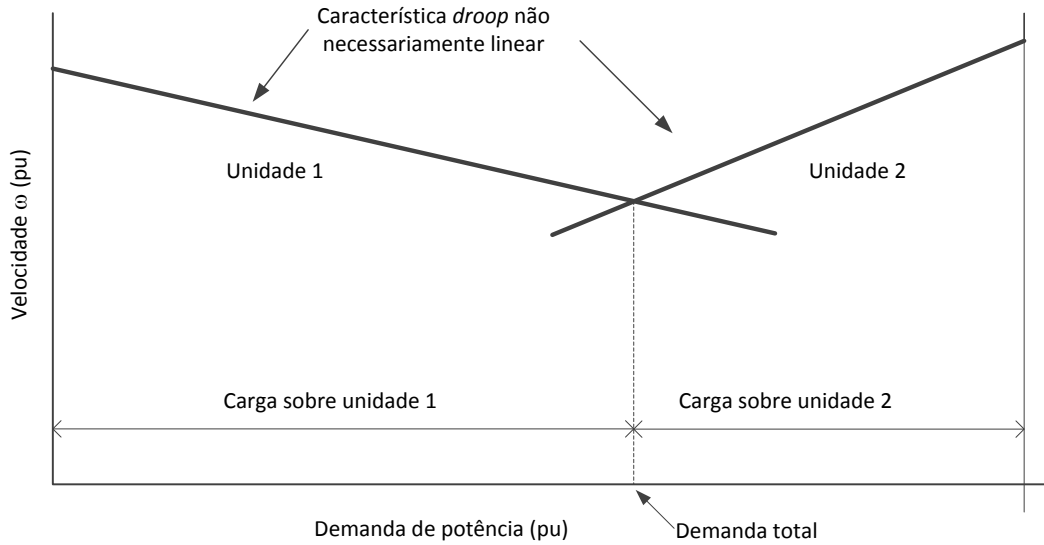 Característica droop não
necessariamente linear
Unidade 1
Unidade 2
Velocidade ω (pu)
Carga sobre unidade 1
Carga sobre unidade 2
Demanda de potência (pu)
Demanda total